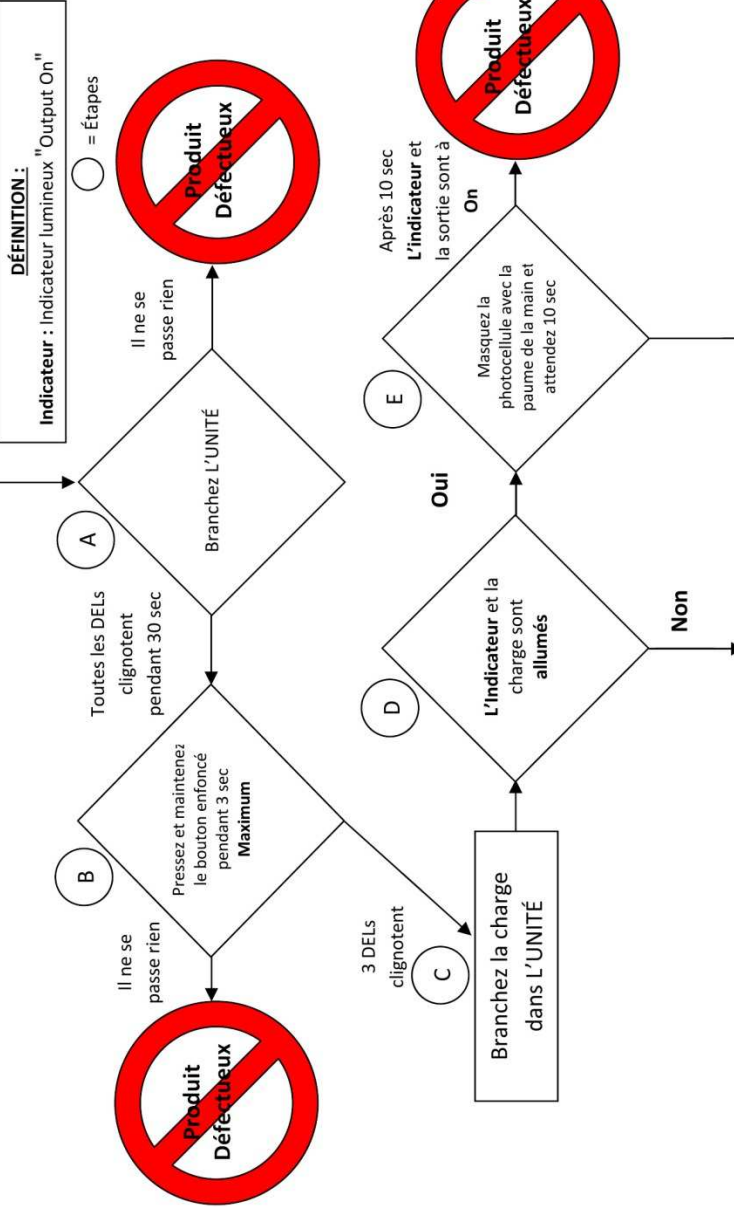 DÉFINITION :
Indicateur : Indicateur lumineux "Output On"
= Étapes
A
Branchez L'UNITÉ
Il ne se
passe rien
Produit
Défectueux
Toutes les DELs
clignotent
pendant 30 sec
B
Pressez et maintenez
le bouton enfoncé
pendant 3 sec
Maximum
Il ne se
passe rien
Produit
Défectueux
3 DELs
clignotent
C
Branchez la charge
dans L'UNITÉ
D
L'Indicateur et la
charge sont
allumés
Oui
Non
E
Masquez la
photocellule avec la
paume de la main et
attendez 10 sec
Après 10 sec
L'indicateur et
la sortie sont à
On
Produit
Défectueux